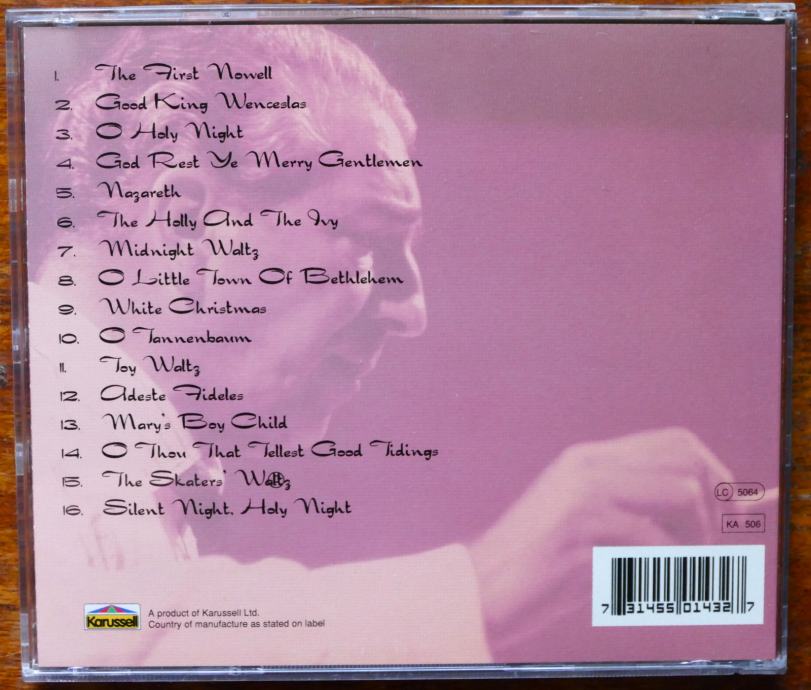 1. The First Nowell
2. Good King Wenceslas
3. O Holy Night
4. God Rest Ye Merry Gentlemen
5. Nazareth
6. The Holly And The Ivy
7. Midnight Waltz
8. O Little Town Of Bethlehem
9. White Christmas
10. O Tannenbaum
11. Toy Waltz
12. Adeste Fideles
13. Mary's Boy Child
14. O Thou That Tellest Good Tidings
15. The Skaters' Waltz
16. Silent Night, Holy Night
LC 5064
KA 506
7 31455 01432 7
Karussell
A product of Karussell Ltd.
Country of manufacture as stated on label